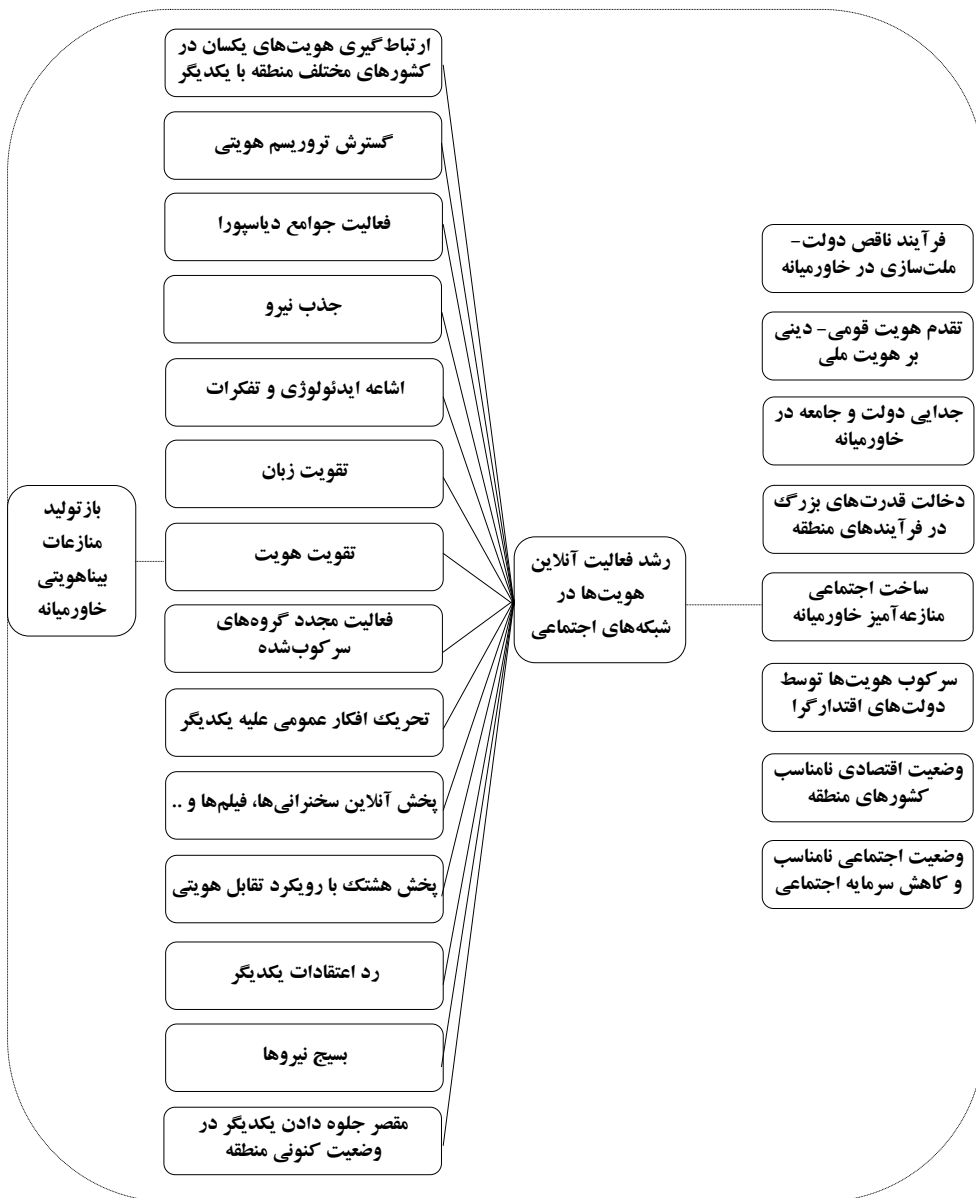 فرآیند ناقص دولت-
ملت‌سازی در خاورمیانه
تقدم هویت قومی- دینی
بر هویت ملی
جدایی دولت و جامعه در
خاورمیانه
دخالت قدرت‌های بزرگ
در فرآیندهای منطقه
ساخت اجتماعی
منازعه‌آمیز خاورمیانه
سرکوب هویت‌ها توسط
دولت‌های اقتدارگرا
وضعیت اقتصادی نامناسب
کشورهای منطقه
وضعیت اجتماعی نامناسب
و کاهش سرمایه اجتماعی
رشد فعالیت آنلاین
هویت‌ها در
شبکه‌های اجتماعی
ارتباط‌گیری هویت‌های یکسان در
کشورهای مختلف منطقه با یکدیگر
گسترش تروریسم هویتی
فعالیت جوامع دیاسپورا
جذب نیرو
اشاعه ایدئولوژی و تفکرات
تقویت زبان
تقویت هویت
فعالیت مجدد گروه‌های
سرکوب‌شده
تحریک افکار عمومی علیه یکدیگر
پخش آنلاین سخنرانی‌ها، فیلم‌ها و ..
پخش هشتک با رویکرد تقابل هویتی
رد اعتقادات یکدیگر
بسیج نیروها
مقصر جلوه دادن یکدیگر در
وضعیت کنونی منطقه
بازتولید
منازعات
بیناهویتی
خاورمیانه